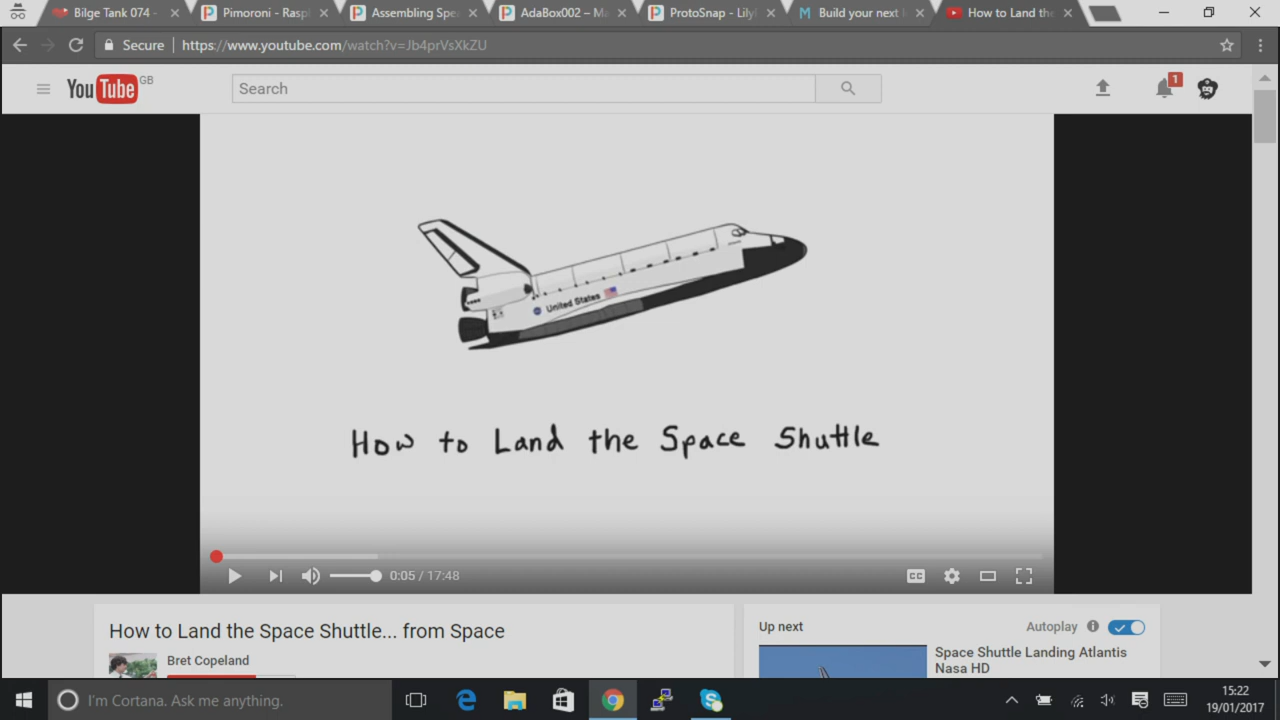 Bilge Tank 074 -
Pimoroni - Rasp
Assembling Spe
AdaBox002 – Ma
ProtoSnap - Lily
Build your next
How to Land the
Secure
https://www.youtube.com/watch?v=Jb4prVsXkZU
YouTube GB
Search
1
United States
How to Land the Space Shuttle
0:05 / 17:48
CC
How to Land the Space Shuttle... from Space
Bret Copeland
Up next
Autoplay
Space Shuttle Landing Atlantis
Nasa HD
I'm Cortana. Ask me anything.
15:22
19/01/2017